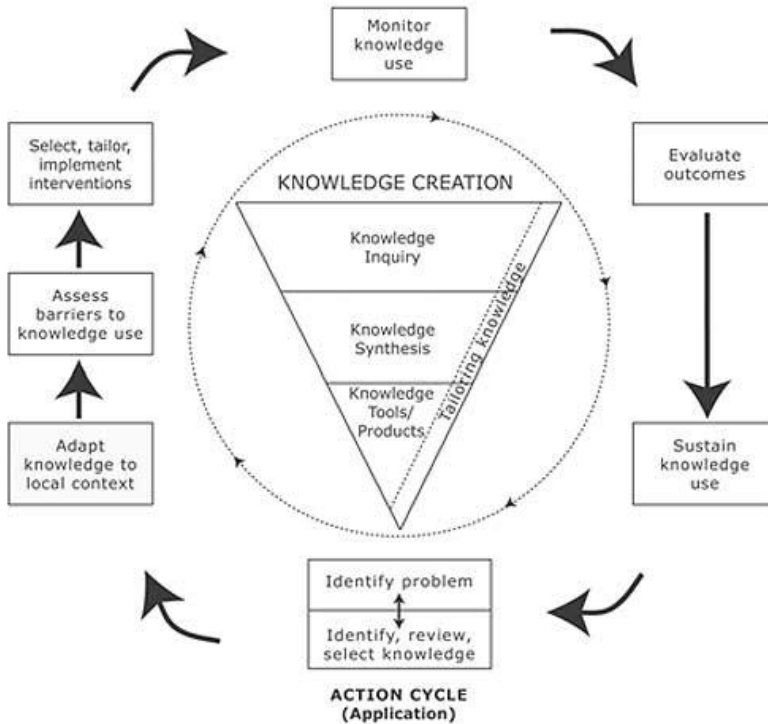 Monitor
knowledge
use
Select, tailor,
implement
interventions
Evaluate
outcomes
KNOWLEDGE CREATION
Knowledge
Inquiry
Knowledge
Synthesis
Knowledge
Tools/
Products
Tailoring knowledge
Assess
barriers to
knowledge use
Adapt
knowledge to
local context
Sustain
knowledge
use
Identify problem
Identify, review,
select knowledge
ACTION CYCLE
(Application)